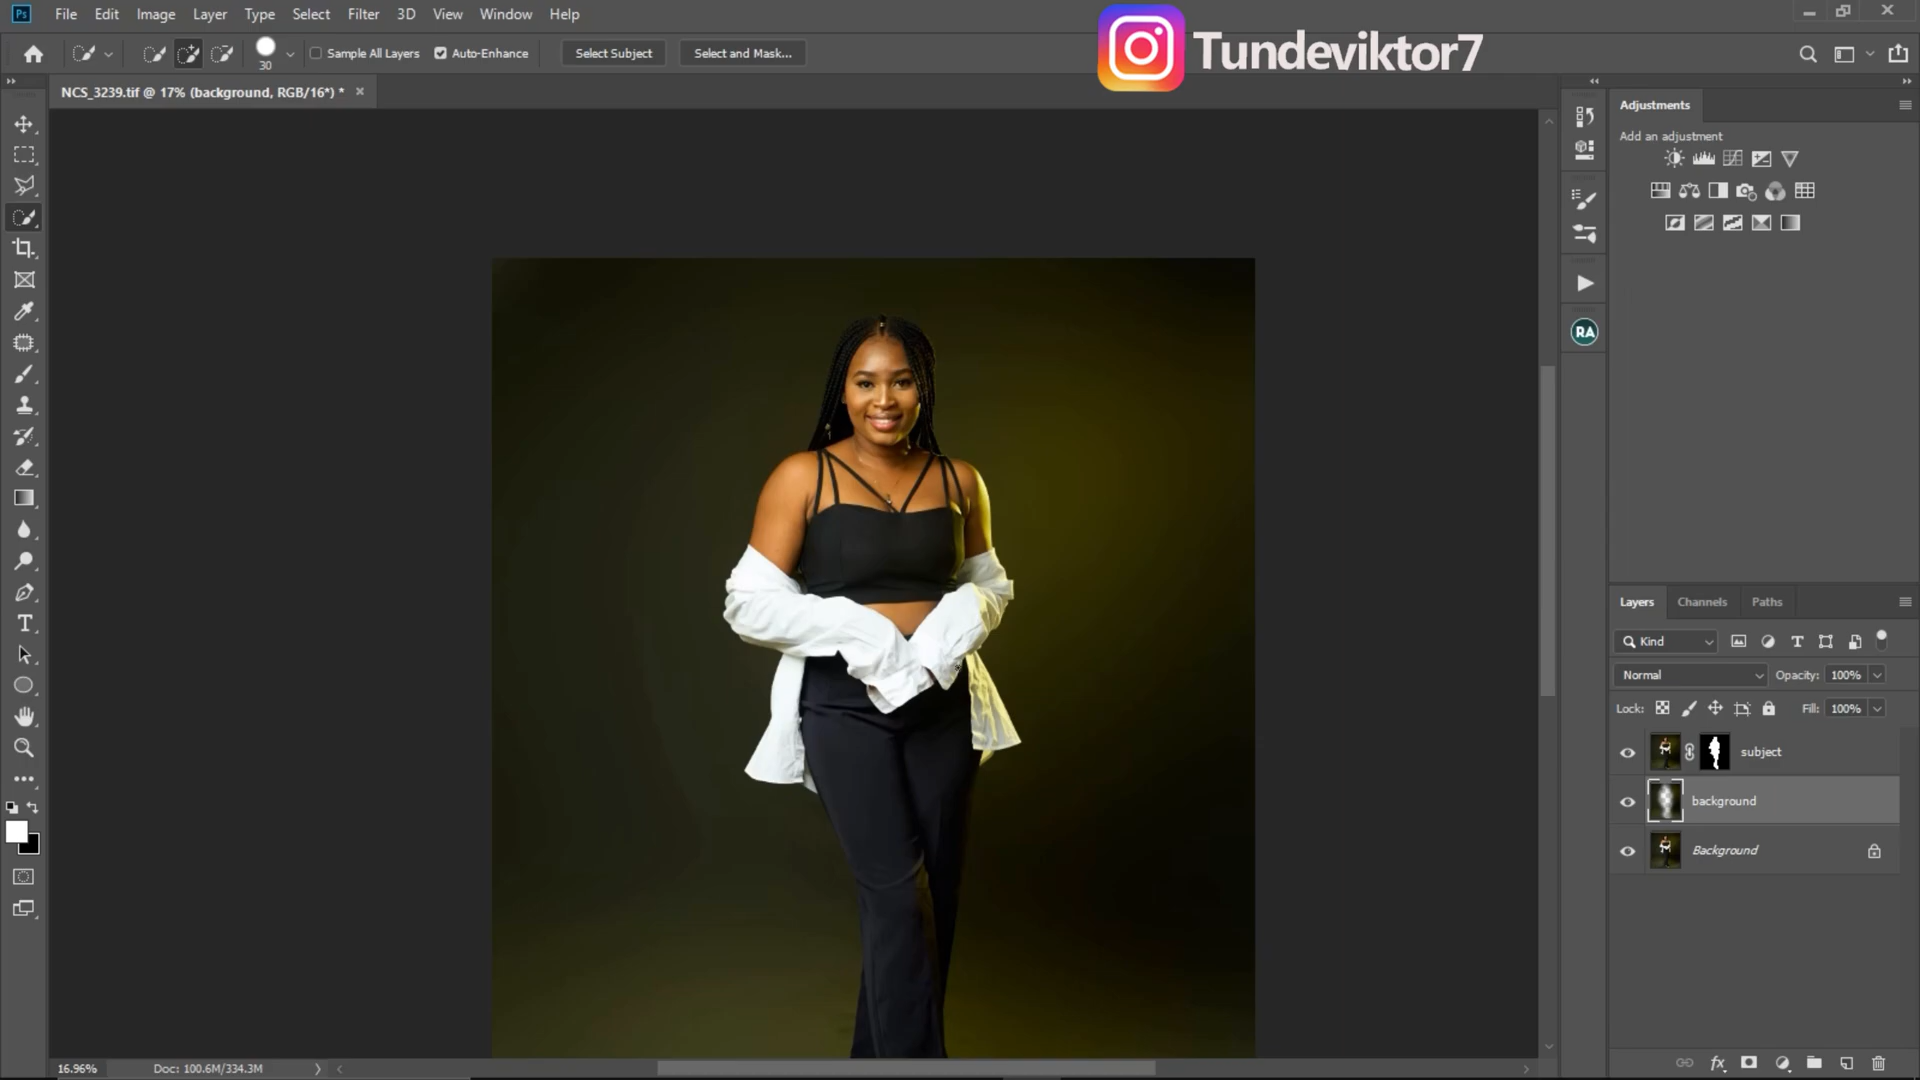 Ps File Edit Image Layer Type Select Filter 3D View Window Help
Tundeviktor7
30 Sample All Layers Auto-Enhance Select Subject Select and Mask...
NCS_3239.tif @ 17% (background, RGB/16*) *
Adjustments
Add an adjustment
RA
Layers Channels Paths
Kind
Normal Opacity: 100%
Lock: Fill: 100%
subject
background
Background
fx
16.96% Doc: 100.6M/334.3M